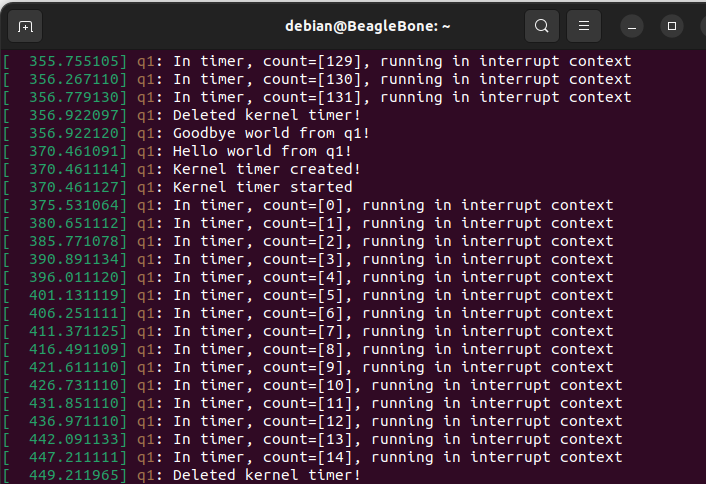 debian@BeagleBone: ~
[  355.755105] q1: In timer, count=[129], running in interrupt context
[  356.267110] q1: In timer, count=[130], running in interrupt context
[  356.779130] q1: In timer, count=[131], running in interrupt context
[  356.922097] q1: Deleted kernel timer!
[  356.922120] q1: Goodbye world from q1!
[  370.461091] q1: Hello world from q1!
[  370.461114] q1: Kernel timer created!
[  370.461127] q1: Kernel timer started
[  375.531064] q1: In timer, count=[0], running in interrupt context
[  380.651112] q1: In timer, count=[1], running in interrupt context
[  385.771078] q1: In timer, count=[2], running in interrupt context
[  390.891134] q1: In timer, count=[3], running in interrupt context
[  396.011120] q1: In timer, count=[4], running in interrupt context
[  401.131119] q1: In timer, count=[5], running in interrupt context
[  406.251111] q1: In timer, count=[6], running in interrupt context
[  411.371125] q1: In timer, count=[7], running in interrupt context
[  416.491109] q1: In timer, count=[8], running in interrupt context
[  421.611110] q1: In timer, count=[9], running in interrupt context
[  426.731110] q1: In timer, count=[10], running in interrupt context
[  431.851110] q1: In timer, count=[11], running in interrupt context
[  436.971110] q1: In timer, count=[12], running in interrupt context
[  442.091133] q1: In timer, count=[13], running in interrupt context
[  447.211111] q1: In timer, count=[14], running in interrupt context
[  449.211965] q1: Deleted kernel timer!